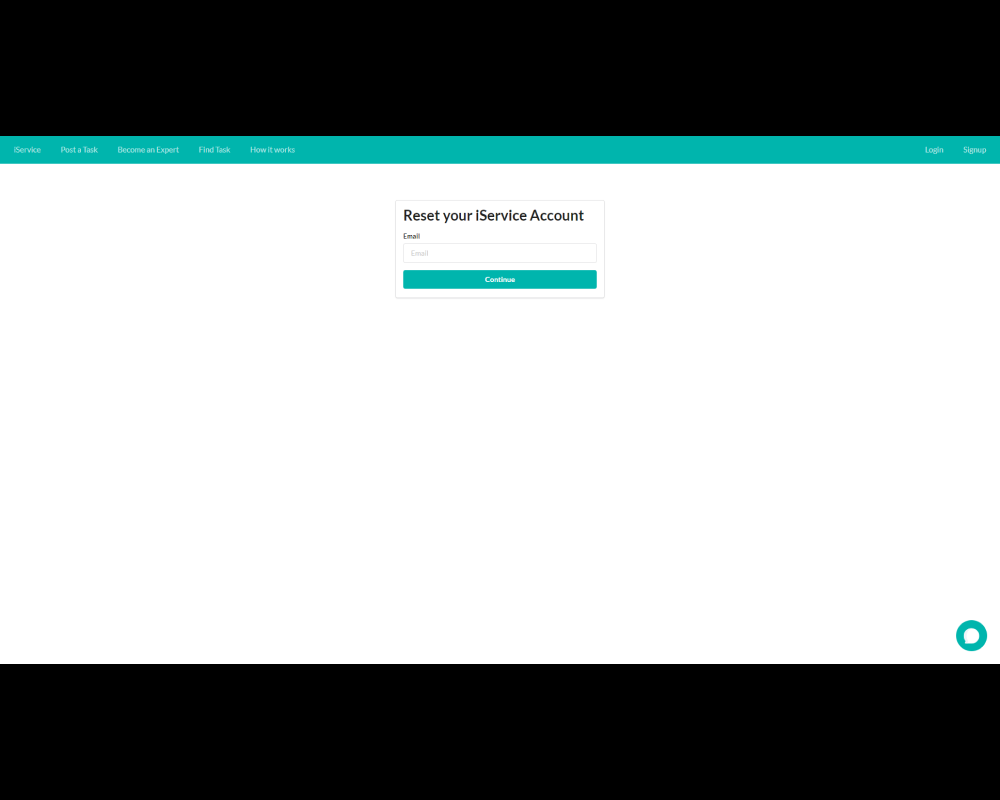 iService Post a Task Become an Expert Find Task How it works Login Signup
Reset your iService Account
Email
Email
Continue